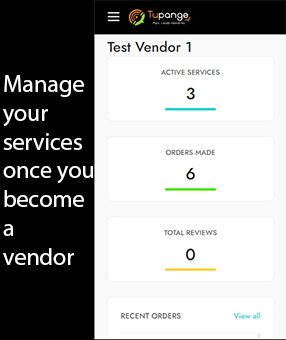 Manage
your
services
once you
become
a
vendor
Tupange
Plan, create memories.
Test Vendor 1
ACTIVE SERVICES
3
ORDERS MADE
6
TOTAL REVIEWS
0
RECENT ORDERS View all